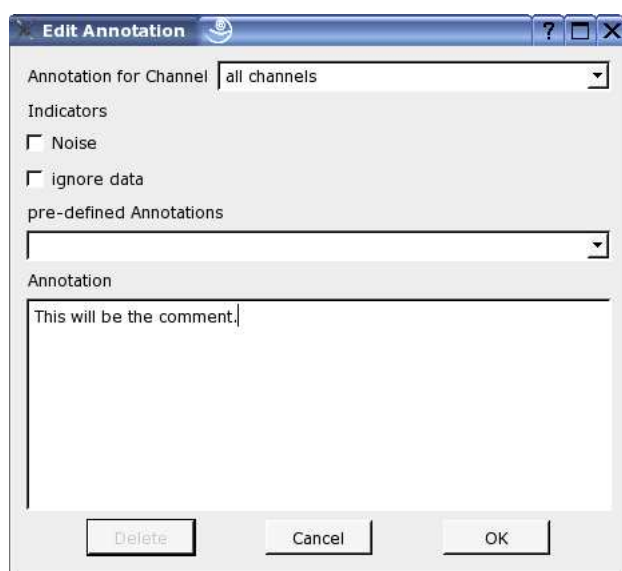 Edit Annotation
Annotation for Channel all channels
Indicators
Noise
ignore data
pre-defined Annotations
Annotation
This will be the comment.
Delete Cancel OK